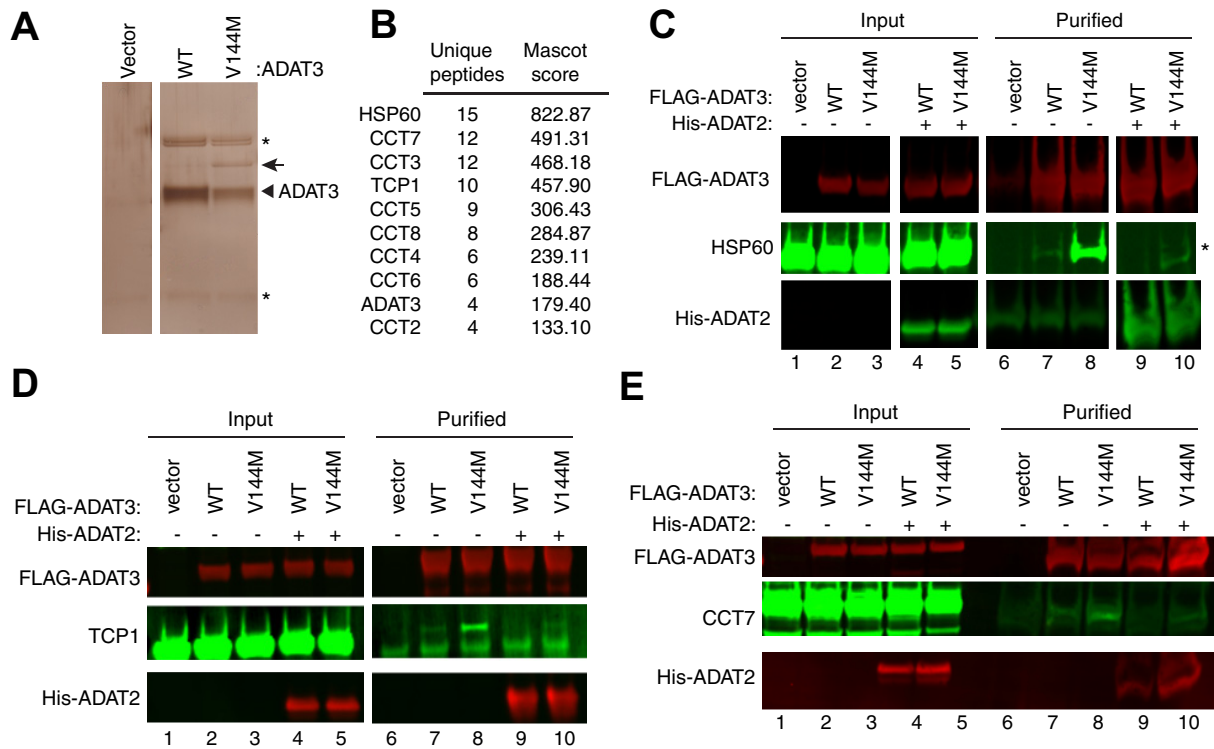 A
Vector
WT
V144M
:ADAT3
*
ADAT3
*
B
Unique peptides
Mascot score
HSP60 15 822.87
CCT7 12 491.31
CCT3 12 468.18
TCP1 10 457.90
CCT5 9 306.43
CCT8 8 284.87
CCT4 6 239.11
CCT6 6 188.44
ADAT3 4 179.40
CCT2 4 133.10
C
Input Purified
FLAG-ADAT3: vector WT V144M WT V144M vector WT V144M WT V144M
His-ADAT2: - - - + + - - - + +
FLAG-ADAT3
HSP60 *
His-ADAT2
1 2 3 4 5 6 7 8 9 10
D
Input Purified
FLAG-ADAT3: vector WT V144M WT V144M vector WT V144M WT V144M
His-ADAT2: - - - + + - - - + +
FLAG-ADAT3
TCP1
His-ADAT2
1 2 3 4 5 6 7 8 9 10
E
Input Purified
FLAG-ADAT3: vector WT V144M WT V144M vector WT V144M WT V144M
His-ADAT2: - - - + + - - - + +
FLAG-ADAT3
CCT7
His-ADAT2
1 2 3 4 5 6 7 8 9 10